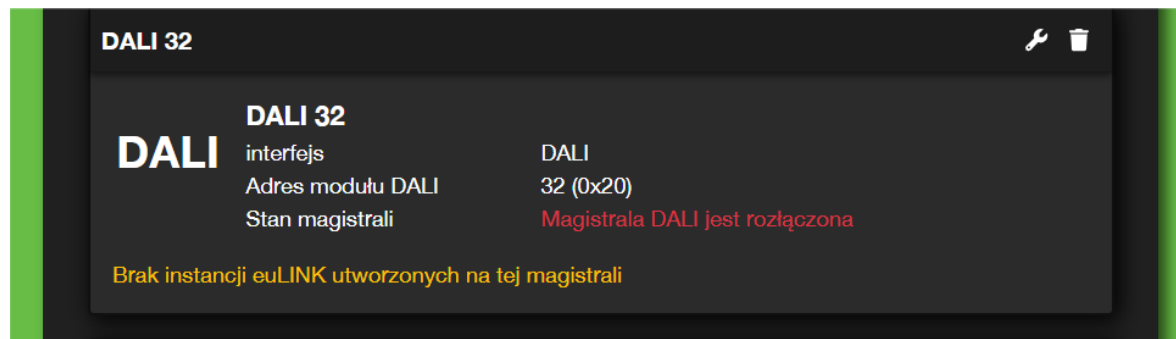 DALI 32
DALI
DALI 32
interfejs DALI
Adres modułu DALI 32 (0x20)
Stan magistrali Magistrala DALI jest rozłączona
Brak instancji euLINK utworzonych na tej magistrali